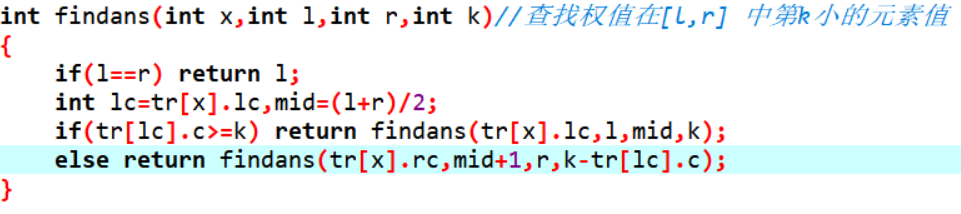 int findans(int x,int l,int r,int k)//查找权值在[l,r] 中第k小的元素值
{
    if(l==r) return l;
    int lc=tr[x].lc,mid=(l+r)/2;
    if(tr[lc].c>=k) return findans(tr[x].lc,l,mid,k);
    else return findans(tr[x].rc,mid+1,r,k-tr[lc].c);
}